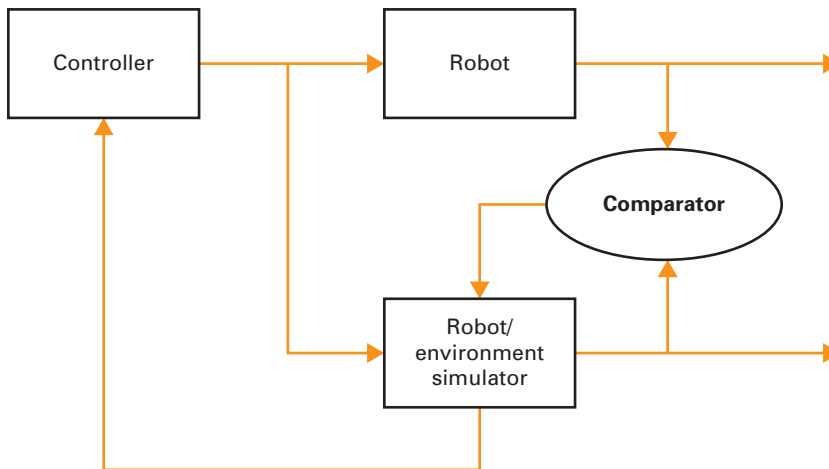 Controller
Robot
Comparator
Robot/
environment
simulator